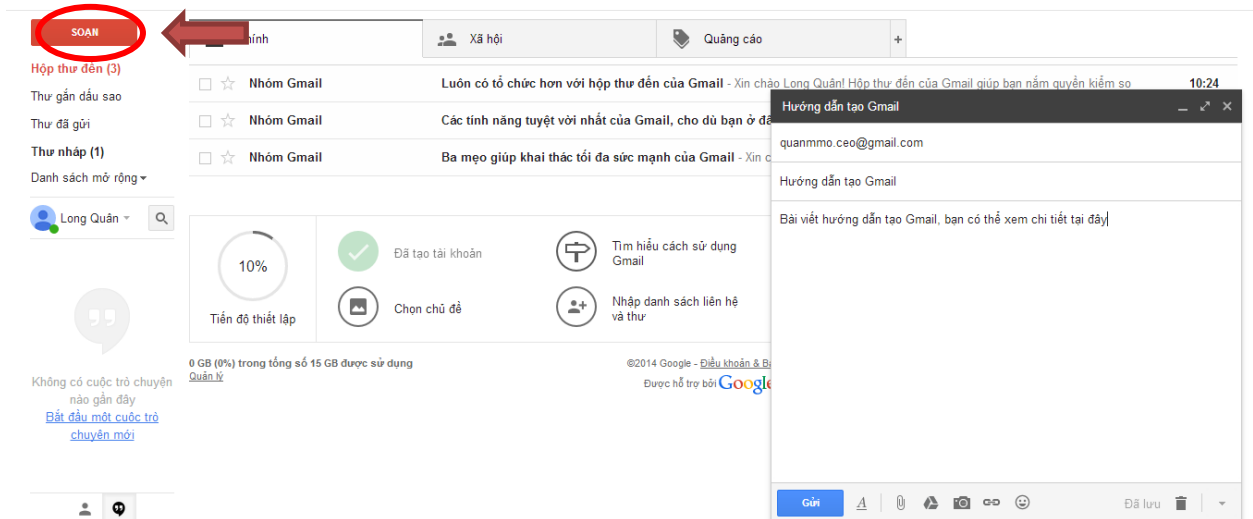 SOẠN
Xã hội
Quảng cáo
+
Hộp thư đến (3)
Thư gắn dấu sao
Thư đã gửi
Thư nháp (1)
Danh sách mở rộng
Long Quân
Nhóm Gmail Luôn có tổ chức hơn với hộp thư đến của Gmail - Xin chào Long Quân! Hộp thư đến của Gmail giúp bạn nắm quyền kiểm so 10:24
Nhóm Gmail Các tính năng tuyệt vời nhất của Gmail, cho dù bạn ở
Nhóm Gmail Ba mẹo giúp khai thác tối đa sức mạnh của Gmail - Xin
10%
Tiến độ thiết lập
Đã tạo tài khoản
Chọn chủ đề
Tìm hiểu cách sử dụng
Gmail
Nhập danh sách liên hệ
và thư
0 GB (0%) trong tổng số 15 GB được sử dụng
Quản lý
©2014 Google - Điều khoản &
Được hỗ trợ bởi Google
Không có cuộc trò chuyện
nào gần đây
Bắt đầu một cuộc trò
chuyện mới
Hướng dẫn tạo Gmail
quanmmo.ceo@gmail.com
Hướng dẫn tạo Gmail
Bài viết hướng dẫn tạo Gmail, bạn có thể xem chi tiết tại đây
Gửi
A
Đã lưu